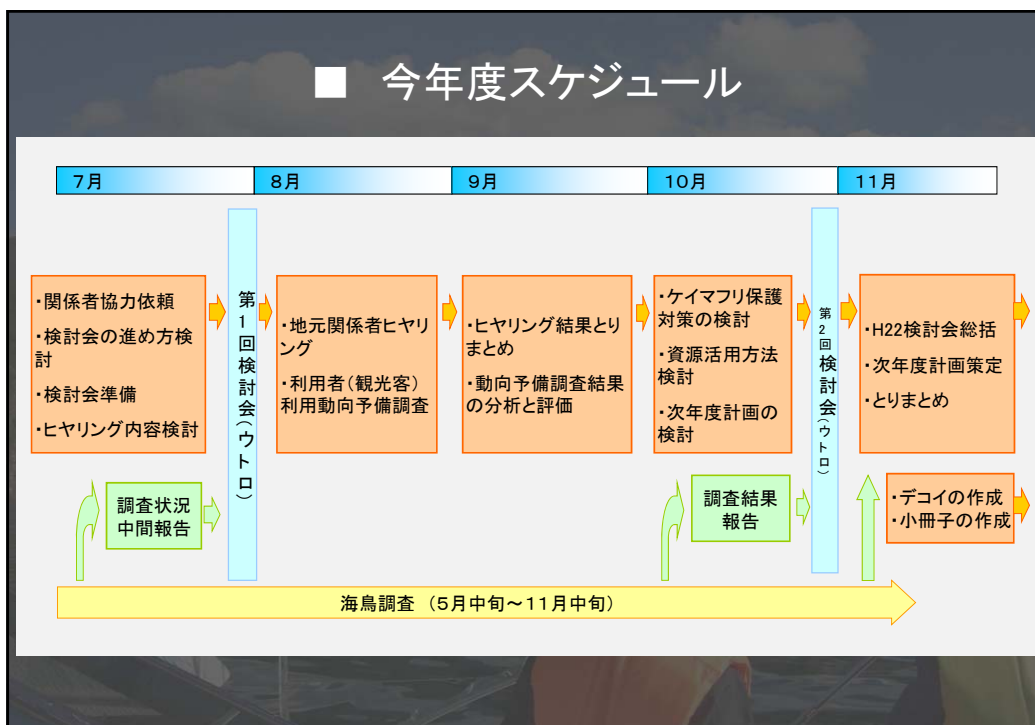 ■ 今年度スケジュール
7月
8月
9月
10月
11月
・関係者協力依頼
・検討会の進め方検
討
・検討会準備
・ヒヤリング内容検討
第1回検討会(ウトロ)
・地元関係者ヒヤリ
ング
・利用者(観光客)
利用動向予備調査
・ヒヤリング結果とり
まとめ
・動向予備調査結果
の分析と評価
・ケイマフリ保護
対策の検討
・資源活用方法
検討
・次年度計画の
検討
第2回検討会(ウトロ)
・H22検討会総括
・次年度計画策定
・とりまとめ
調査状況
中間報告
調査結果
報告
・デコイの作成
・小冊子の作成
海鳥調査 (5月中旬~11月中旬)